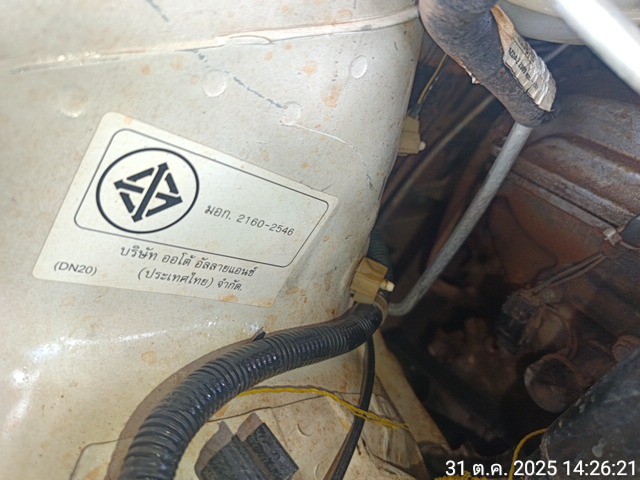 มอก. 2160-2546
บริษัท ออโต้ อัลลายแอนซ์
(DN20) (ประเทศไทย) จำกัด.
31 ต.ค. 2025 14:26:21